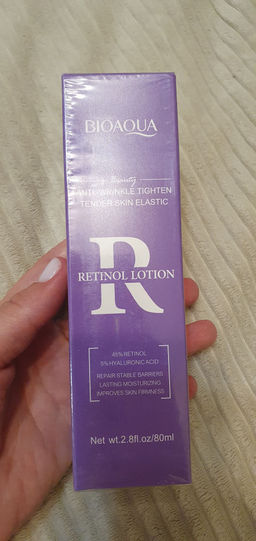 BIOAQUA
Beauty
ANTI-WRINKLE TIGHTEN
TENDER SKIN ELASTIC
R
RETINOL LOTION
45% RETINOL
5% HYALURONIC ACID
REPAIR STABLE BARRIERS
LASTING MOISTURIZING
IMPROVES SKIN FIRMNESS
Net wt.2.8fl.oz/80ml